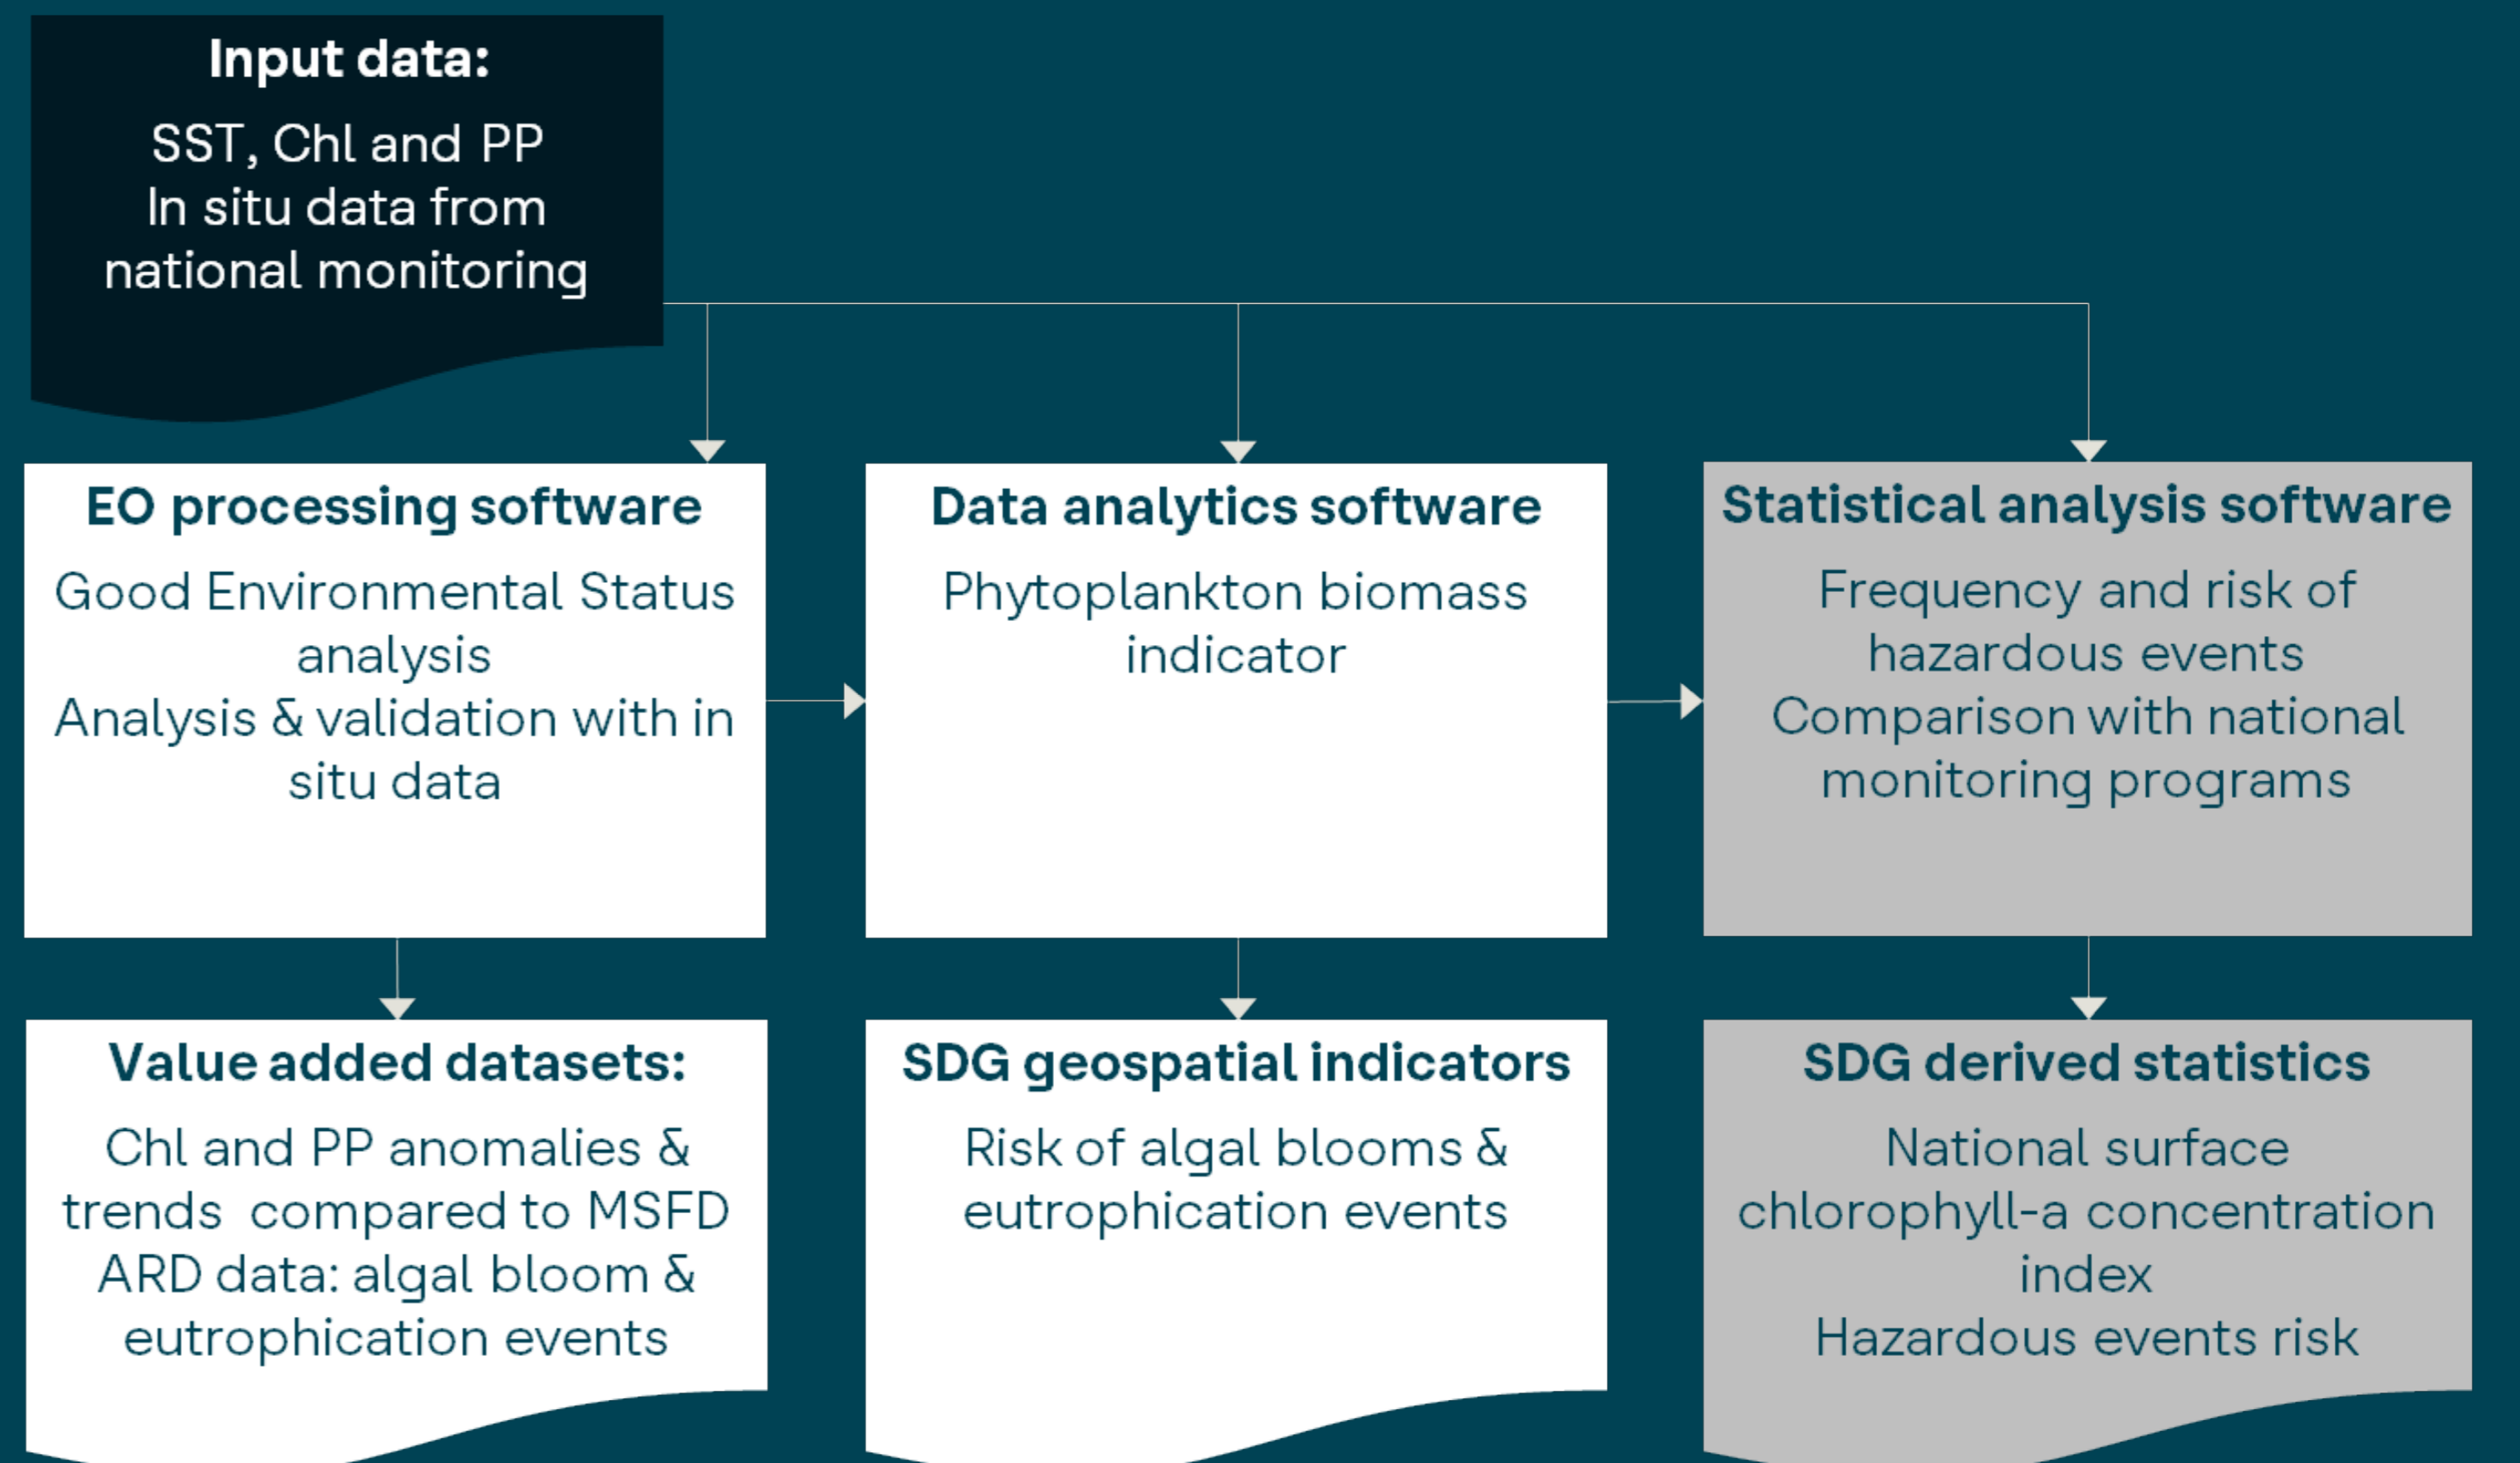 Input data:
SST, Chl and PP
In situ data from
national monitoring
EO processing software
Good Environmental Status
analysis
Analysis & validation with in
situ data
Data analytics software
Phytoplankton biomass
indicator
Statistical analysis software
Frequency and risk of
hazardous events
Comparison with national
monitoring programs
Value added datasets:
Chl and PP anomalies &
trends compared to MSFD
ARD data: algal bloom &
eutrophication events
SDG geospatial indicators
Risk of algal blooms &
eutrophication events
SDG derived statistics
National surface
chlorophyll-a concentration
index
Hazardous events risk